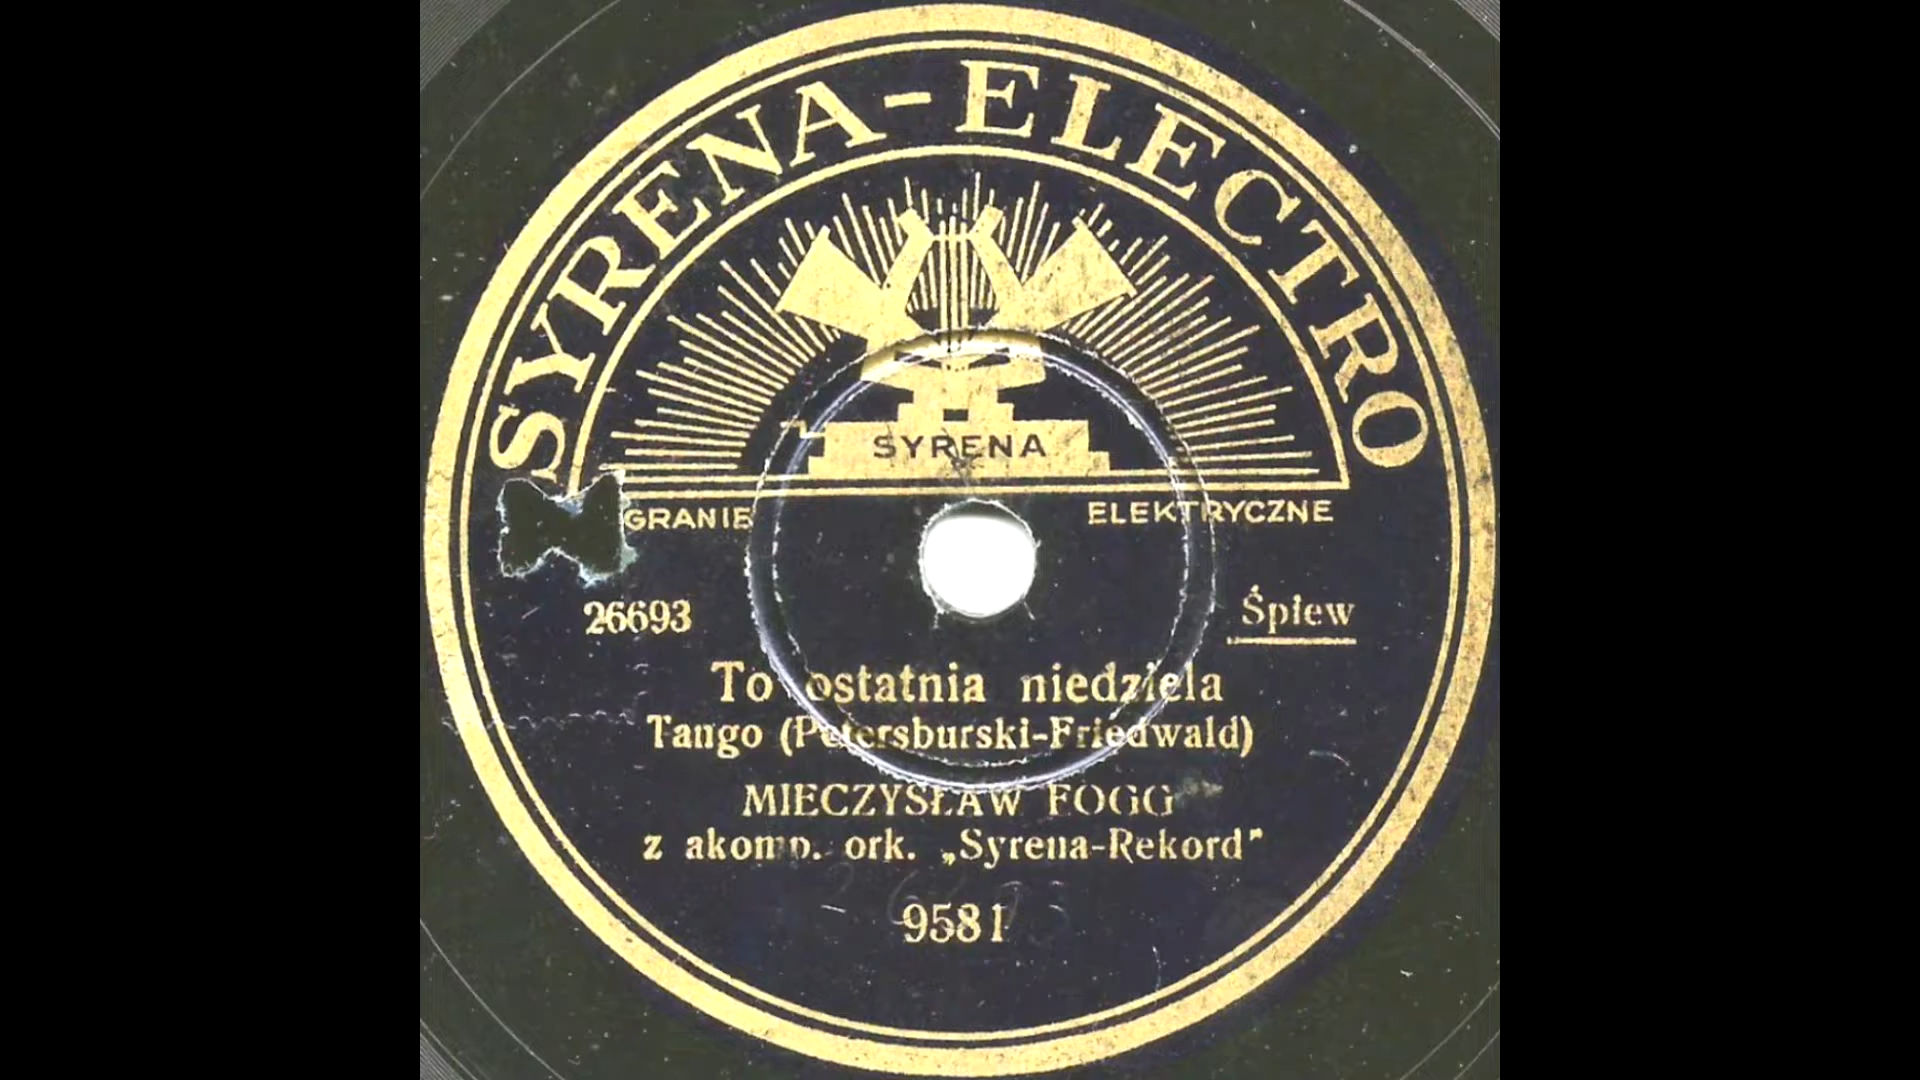 SYRENA-ELECTRO
SYRENA
GRANIE ELEKTRYCZNE
26693
Śpiew
To ostatnia niedziela
Tango (Petersburski-Friedwald)
MIECZYSŁAW FOGG
z akomp. ork. „Syrena-Rekord”
9581